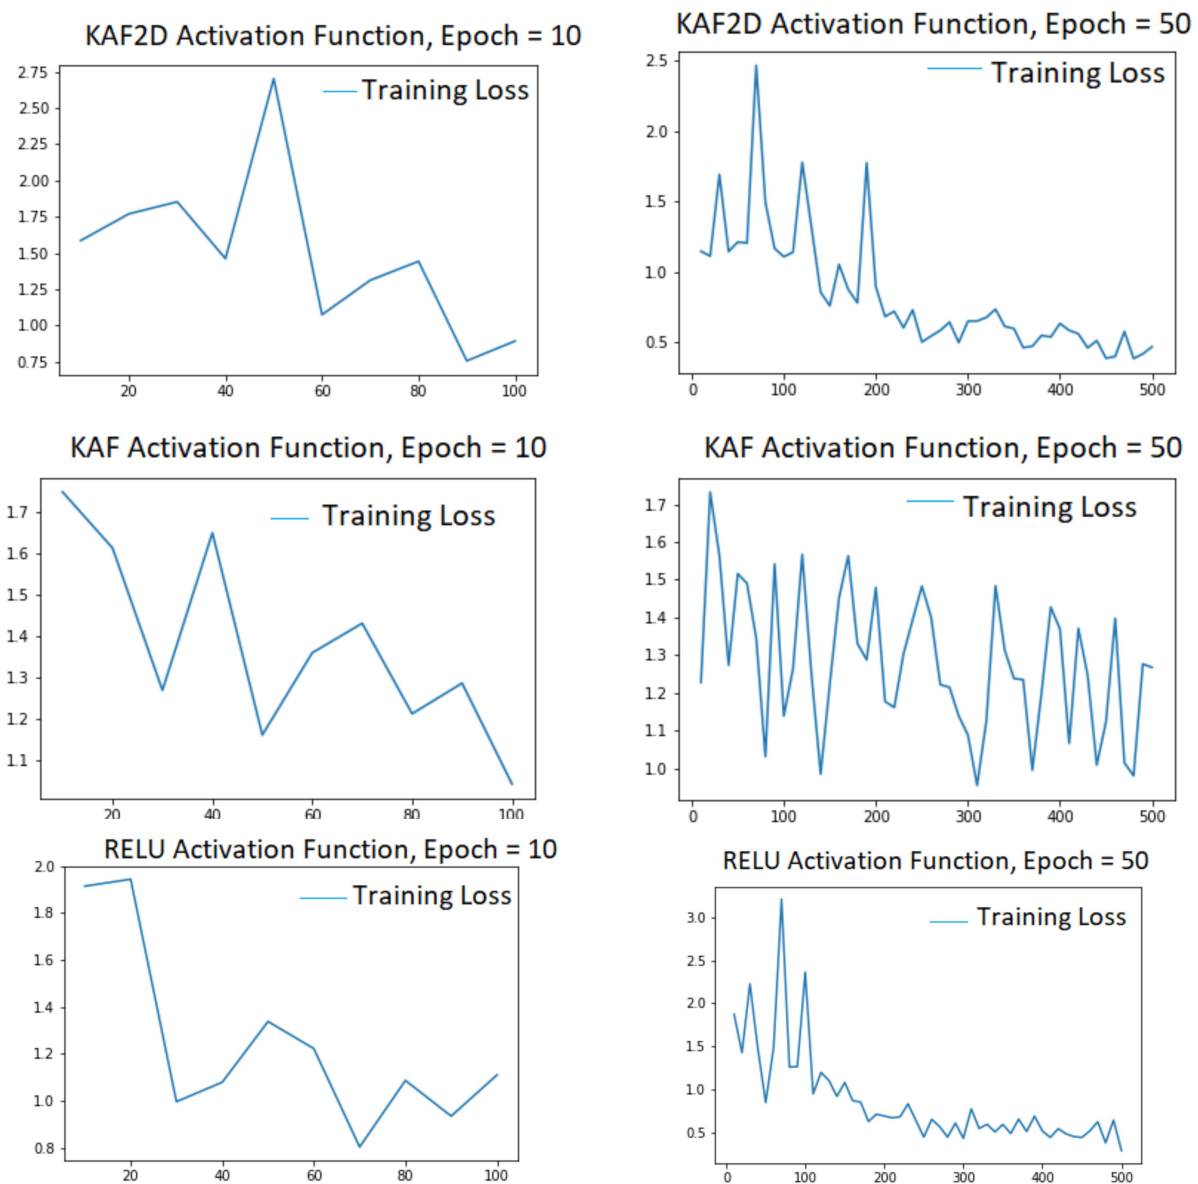 KAF2D Activation Function, Epoch = 10
Training Loss
2.75
2.50
2.25
2.00
1.75
1.50
1.25
1.00
0.75
20 40 60 80 100
KAF2D Activation Function, Epoch = 50
Training Loss
2.5
2.0
1.5
1.0
0.5
0 100 200 300 400 500
KAF Activation Function, Epoch = 10
Training Loss
1.7
1.6
1.5
1.4
1.3
1.2
1.1
20 40 60 80 100
KAF Activation Function, Epoch = 50
Training Loss
1.7
1.6
1.5
1.4
1.3
1.2
1.1
1.0
0 100 200 300 400 500
RELU Activation Function, Epoch = 10
Training Loss
2.0
1.8
1.6
1.4
1.2
1.0
0.8
20 40 60 80 100
RELU Activation Function, Epoch = 50
Training Loss
3.0
2.5
2.0
1.5
1.0
0.5
0 100 200 300 400 500